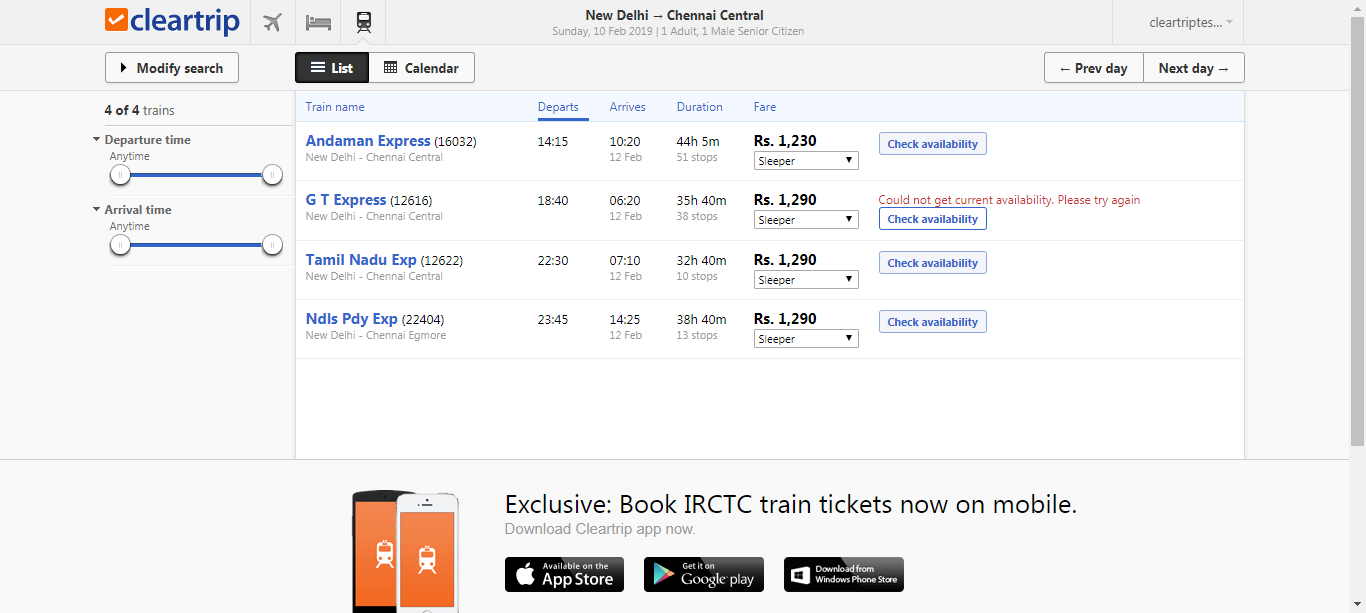 cleartrip
New Delhi → Chennai Central
Sunday, 10 Feb 2019 | 1 Adult, 1 Male Senior Citizen
cleartriptes...
Modify search
List
Calendar
← Prev day
Next day →
4 of 4 trains
Departure time
Anytime
Arrival time
Anytime
Train name Departs Arrives Duration Fare
Andaman Express (16032) 14:15 10:20 44h 5m Rs. 1,230 Check availability
New Delhi - Chennai Central 12 Feb 51 stops Sleeper
G T Express (12616) 18:40 06:20 35h 40m Rs. 1,290 Could not get current availability. Please try again
New Delhi - Chennai Central 12 Feb 38 stops Sleeper Check availability
Tamil Nadu Exp (12622) 22:30 07:10 32h 40m Rs. 1,290 Check availability
New Delhi - Chennai Central 12 Feb 10 stops Sleeper
Ndls Pdy Exp (22404) 23:45 14:25 38h 40m Rs. 1,290 Check availability
New Delhi - Chennai Egmore 12 Feb 13 stops Sleeper
Exclusive: Book IRCTC train tickets now on mobile.
Download Cleartrip app now.
Available on the
App Store
Get it on
Google play
Download from
Windows Phone Store